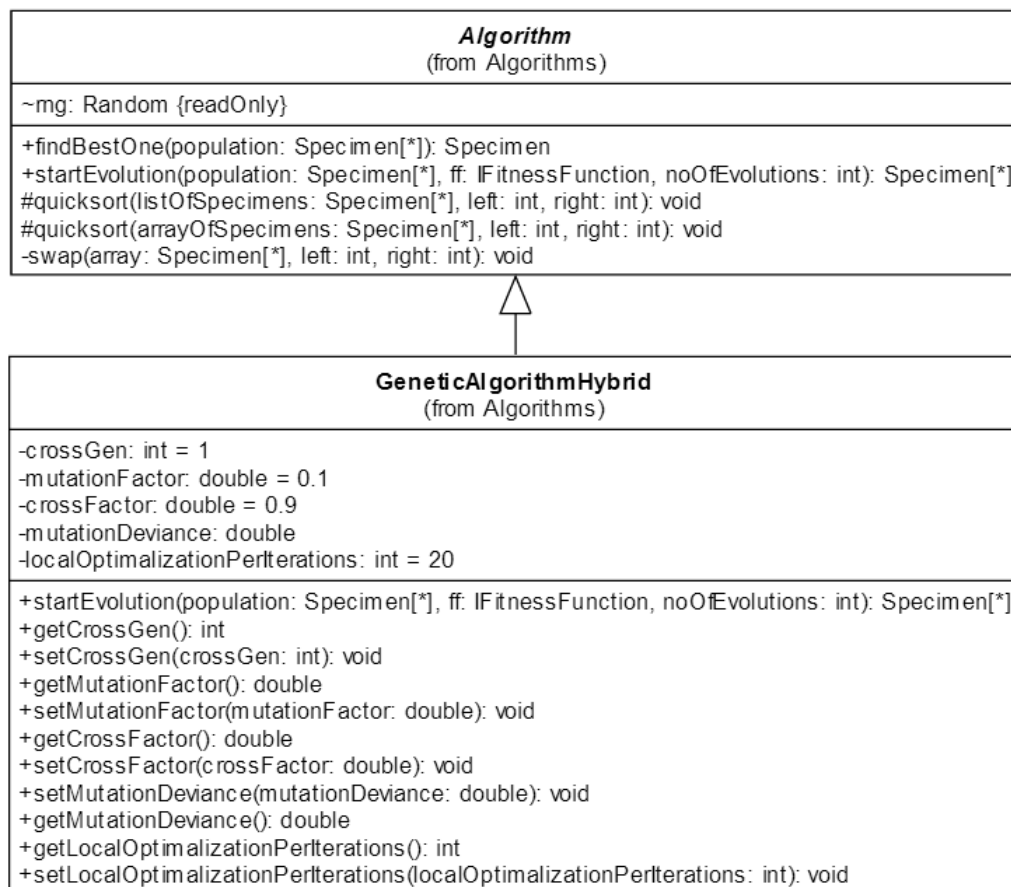 Algorithm
(from Algorithms)
~rng: Random {readOnly}
+findBestOne(population: Specimen[*]): Specimen
+startEvolution(population: Specimen[*], ff: IFitnessFunction, noOfEvolutions: int): Specimen[*]
#quicksort(listOfSpecimens: Specimen[*], left: int, right: int): void
#quicksort(arrayOfSpecimens: Specimen[*], left: int, right: int): void
-swap(array: Specimen[*], left: int, right: int): void
GeneticAlgorithmHybrid
(from Algorithms)
-crossGen: int = 1
-mutationFactor: double = 0.1
-crossFactor: double = 0.9
-mutationDeviance: double
-localOptimalizationPerIterations: int = 20
+startEvolution(population: Specimen[*], ff: IFitnessFunction, noOfEvolutions: int): Specimen[*]
+getCrossGen(): int
+setCrossGen(crossGen: int): void
+getMutationFactor(): double
+setMutationFactor(mutationFactor: double): void
+getCrossFactor(): double
+setCrossFactor(crossFactor: double): void
+setMutationDeviance(mutationDeviance: double): void
+getMutationDeviance(): double
+getLocalOptimalizationPerIterations(): int
+setLocalOptimalizationPerIterations(localOptimalizationPerIterations: int): void